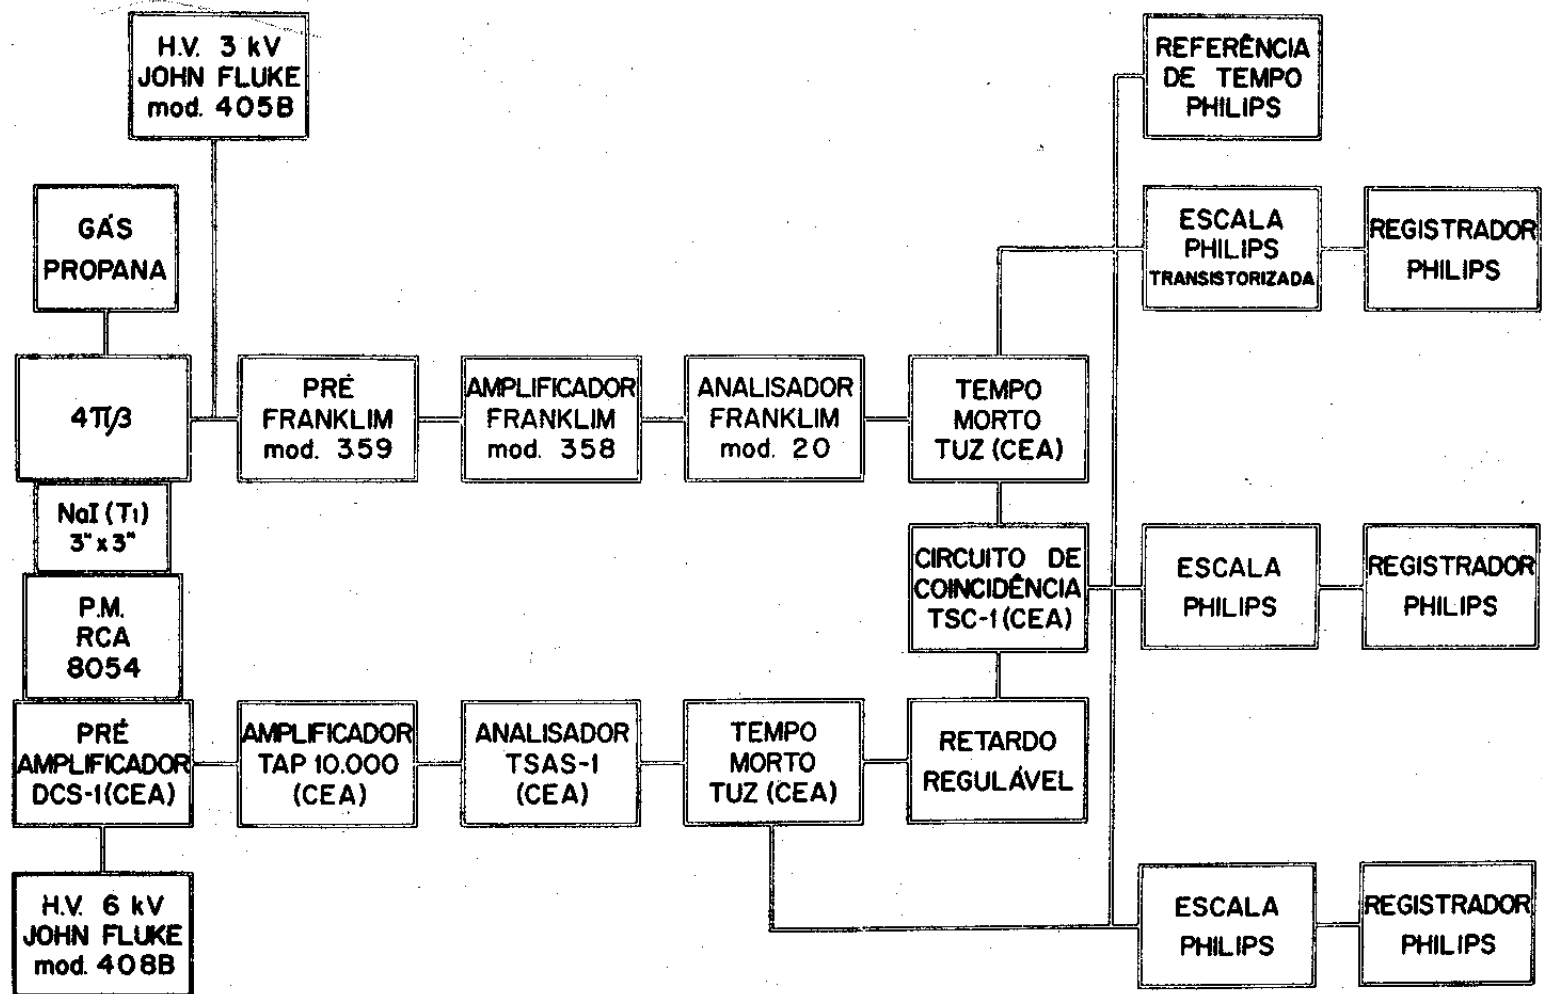 H.V. 3 kV
JOHN FLUKE
mod. 405B
REFERÊNCIA
DE TEMPO
PHILIPS
GÁS
PROPANA
ESCALA
PHILIPS
TRANSISTORIZADA
REGISTRADOR
PHILIPS
4π/3
PRÉ
FRANKLIM
mod. 359
AMPLIFICADOR
FRANKLIM
mod. 358
ANALISADOR
FRANKLIM
mod. 20
TEMPO
MORTO
TUZ (CEA)
NaI (Tl)
3" x 3"
P.M.
RCA
8054
CIRCUITO DE
COINCIDÊNCIA
TSC-1 (CEA)
ESCALA
PHILIPS
REGISTRADOR
PHILIPS
PRÉ
AMPLIFICADOR
DCS-1 (CEA)
AMPLIFICADOR
TAP 10.000
(CEA)
ANALISADOR
TSAS-1
(CEA)
TEMPO
MORTO
TUZ (CEA)
RETARDO
REGULÁVEL
H.V. 6 kV
JOHN FLUKE
mod. 408B
ESCALA
PHILIPS
REGISTRADOR
PHILIPS